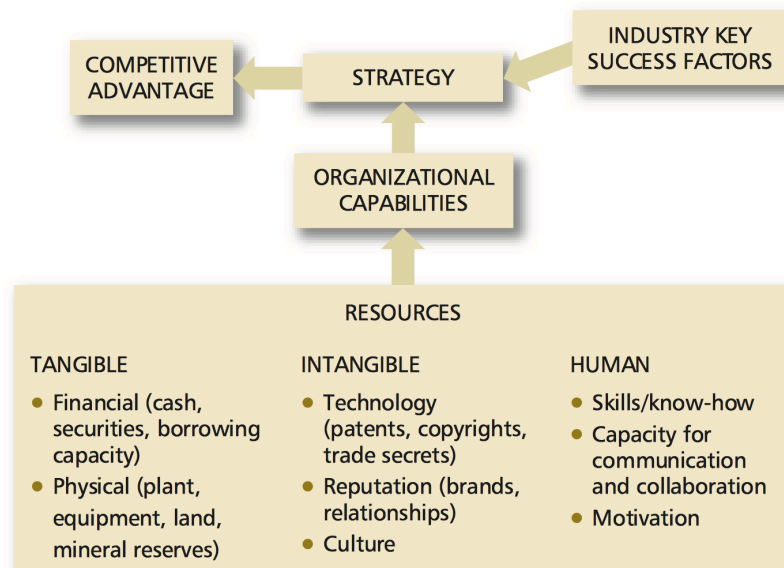 COMPETITIVE
ADVANTAGE
STRATEGY
INDUSTRY KEY
SUCCESS FACTORS
ORGANIZATIONAL
CAPABILITIES
RESOURCES
TANGIBLE
• Financial (cash,
securities, borrowing
capacity)
• Physical (plant,
equipment, land,
mineral reserves)
INTANGIBLE
• Technology
(patents, copyrights,
trade secrets)
• Reputation (brands,
relationships)
• Culture
HUMAN
• Skills/know-how
• Capacity for
communication
and collaboration
• Motivation